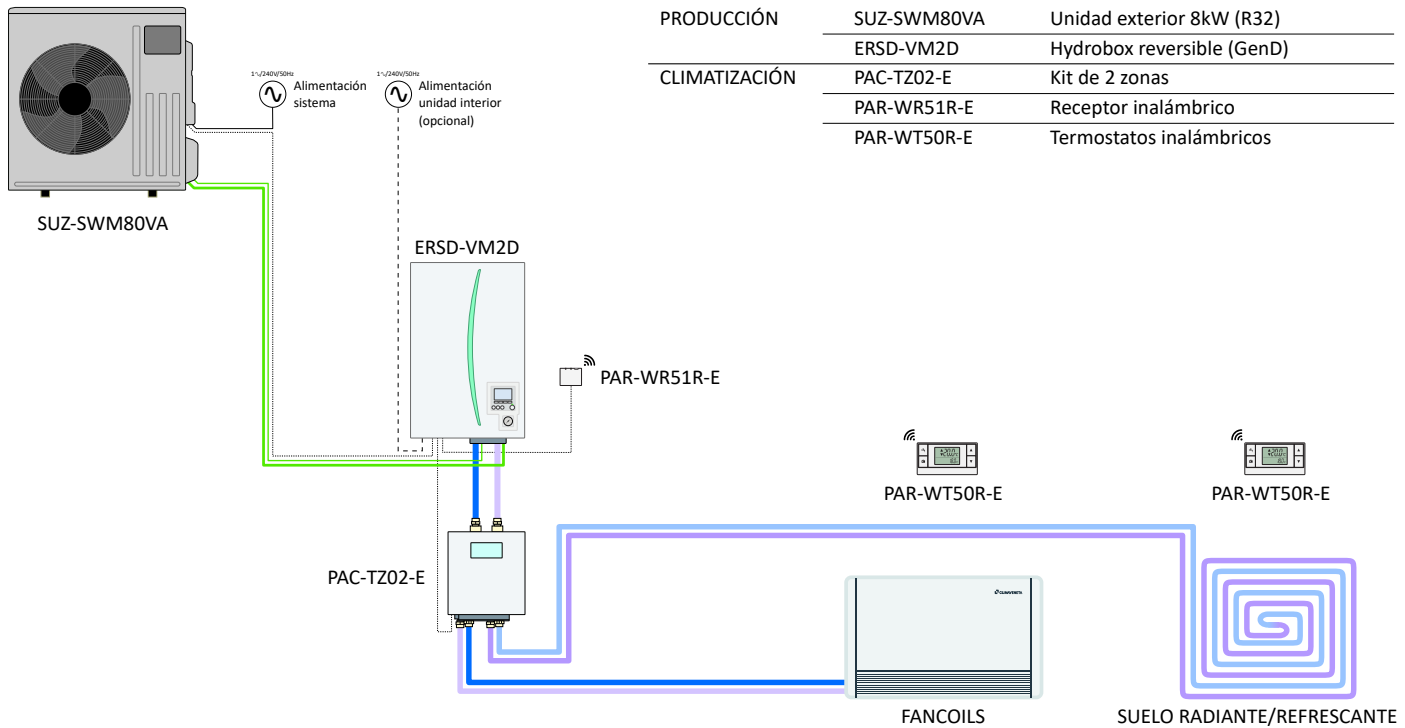 PRODUCCIÓN SUZ-SWM80VA Unidad exterior 8kW (R32)
ERSD-VM2D Hydrobox reversible (GenD)
CLIMATIZACIÓN PAC-TZ02-E Kit de 2 zonas
PAR-WR51R-E Receptor inalámbrico
PAR-WT50R-E Termostatos inalámbricos
1∿/240V/50Hz
Alimentación
sistema
1∿/240V/50Hz
Alimentación
unidad interior
(opcional)
SUZ-SWM80VA
ERSD-VM2D
PAR-WR51R-E
PAR-WT50R-E
PAR-WT50R-E
PAC-TZ02-E
CLIMAVENETA
FANCOILS
SUELO RADIANTE/REFRESCANTE